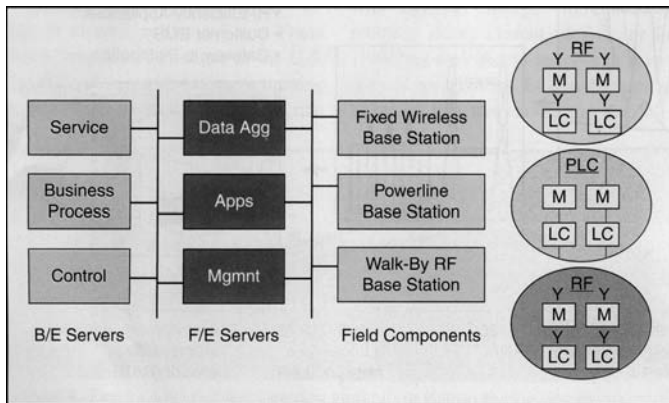 RF
M M
LC LC
Service
Data Agg
Fixed Wireless
Base Station
PLC
M M
LC LC
Business
Process
Apps
Powerline
Base Station
Control
Mgmnt
Walk-By RF
Base Station
RF
M M
LC LC
B/E Servers
F/E Servers
Field Components